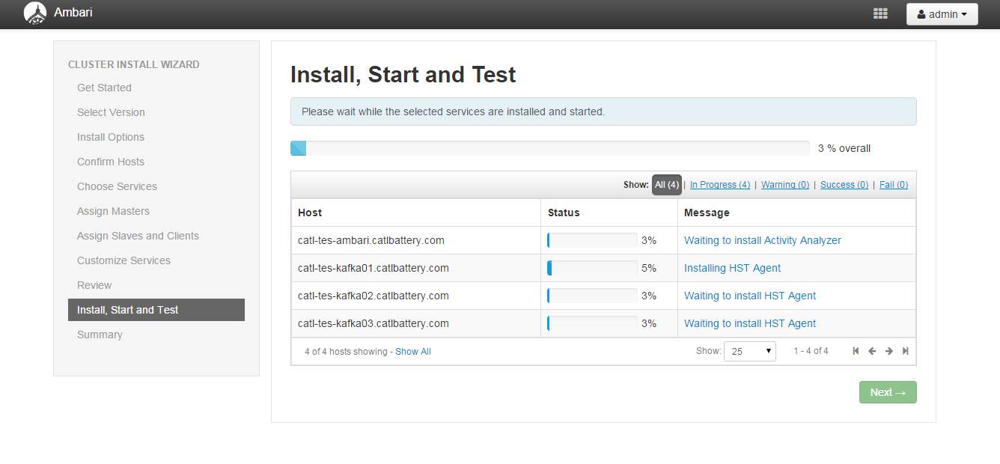 Ambari
admin
CLUSTER INSTALL WIZARD
Get Started
Select Version
Install Options
Confirm Hosts
Choose Services
Assign Masters
Assign Slaves and Clients
Customize Services
Review
Install, Start and Test
Summary
Install, Start and Test
Please wait while the selected services are installed and started.
3 % overall
Show: All (4) | In Progress (4) | Warning (0) | Success (0) | Fail (0)
Host Status Message
catl-tes-ambari.catlbattery.com 3% Waiting to install Activity Analyzer
catl-tes-kafka01.catlbattery.com 5% Installing HST Agent
catl-tes-kafka02.catlbattery.com 3% Waiting to install HST Agent
catl-tes-kafka03.catlbattery.com 3% Waiting to install HST Agent
4 of 4 hosts showing - Show All Show: 25 1 - 4 of 4
Next →